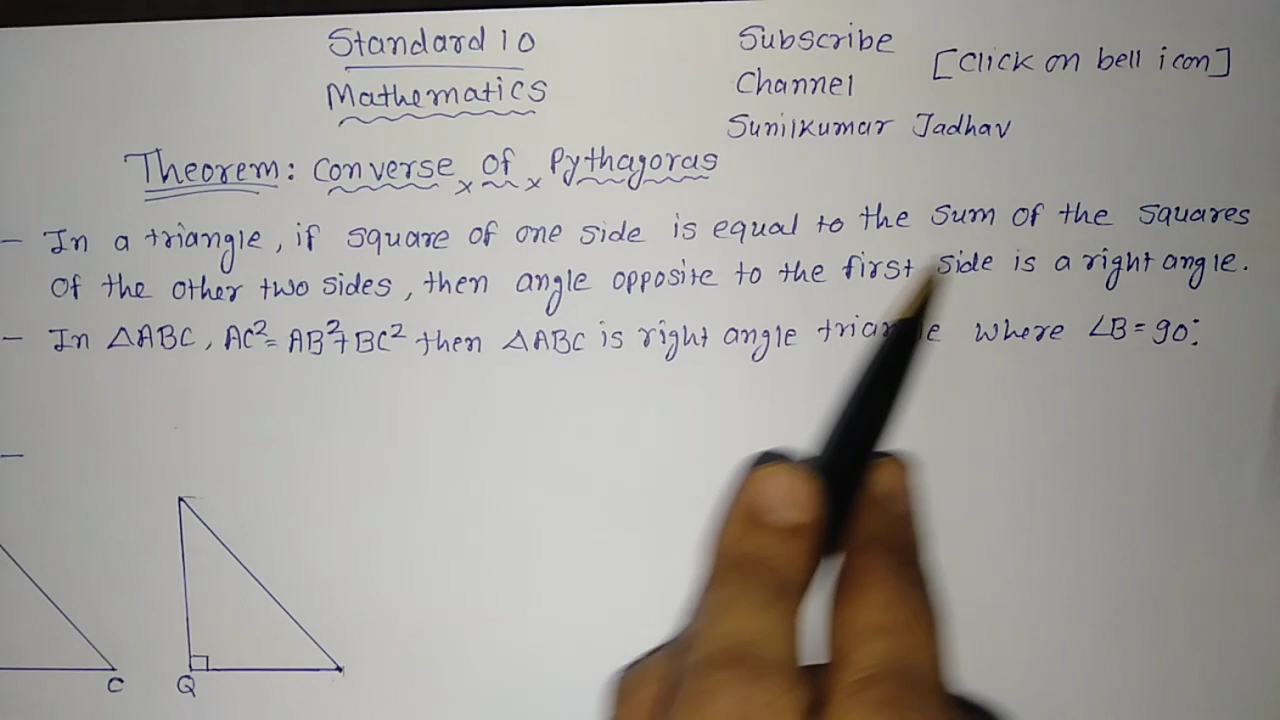 Standard 10
Mathematics
Subscribe
Channel
Sunilkumar Jadhav
[Click on bell icon]
Theorem: Converse of Pythagoras
- In a triangle, if square of one side is equal to the sum of the squares
of the other two sides, then angle opposite to the first side is a right angle.
- In △ABC, AC²= AB²+BC² then △ABC is right angle where ∠B=90°.
C
Q